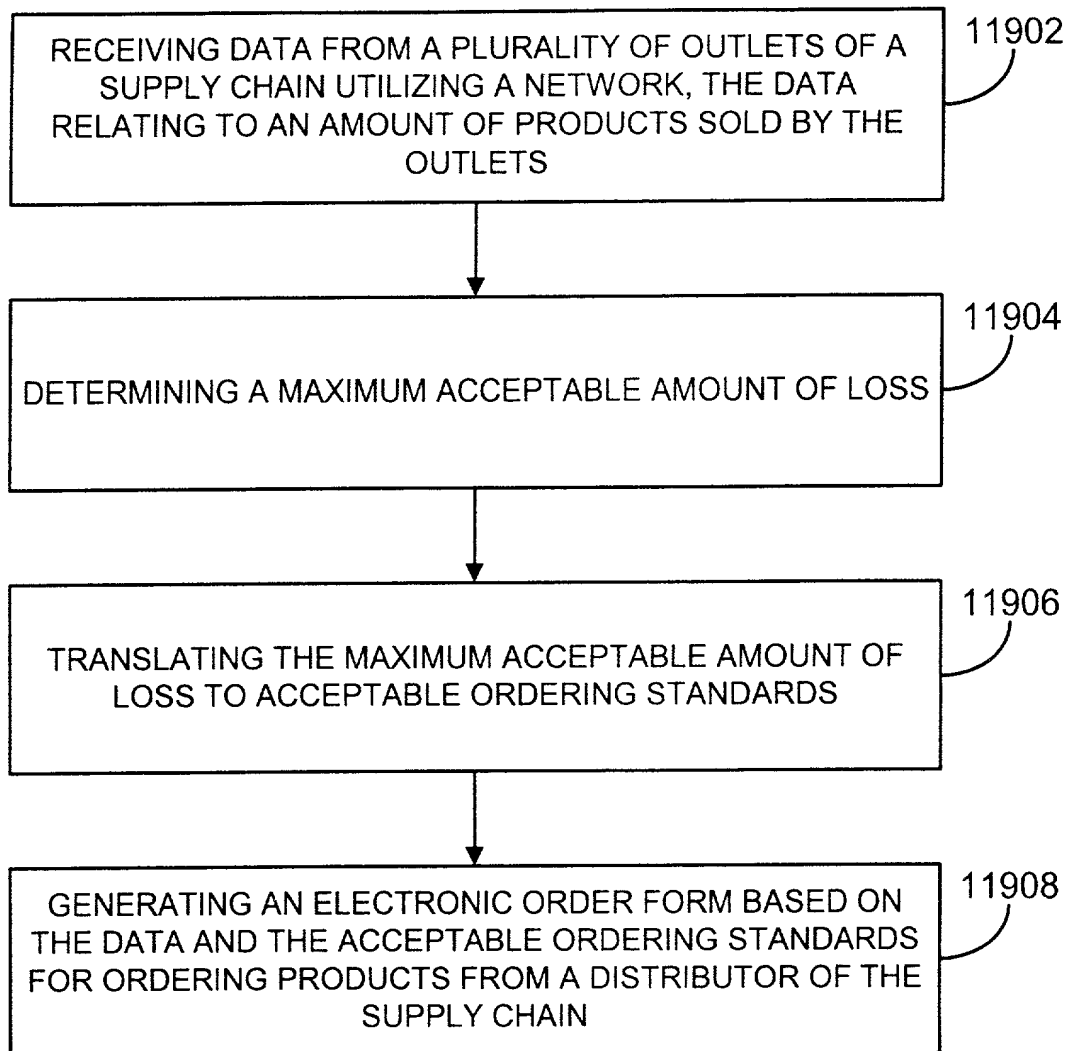 RECEIVING DATA FROM A PLURALITY OF OUTLETS OF A
SUPPLY CHAIN UTILIZING A NETWORK, THE DATA
RELATING TO AN AMOUNT OF PRODUCTS SOLD BY THE
OUTLETS
11902
DETERMINING A MAXIMUM ACCEPTABLE AMOUNT OF LOSS
11904
TRANSLATING THE MAXIMUM ACCEPTABLE AMOUNT OF
LOSS TO ACCEPTABLE ORDERING STANDARDS
11906
GENERATING AN ELECTRONIC ORDER FORM BASED ON
THE DATA AND THE ACCEPTABLE ORDERING STANDARDS
FOR ORDERING PRODUCTS FROM A DISTRIBUTOR OF THE
SUPPLY CHAIN
11908